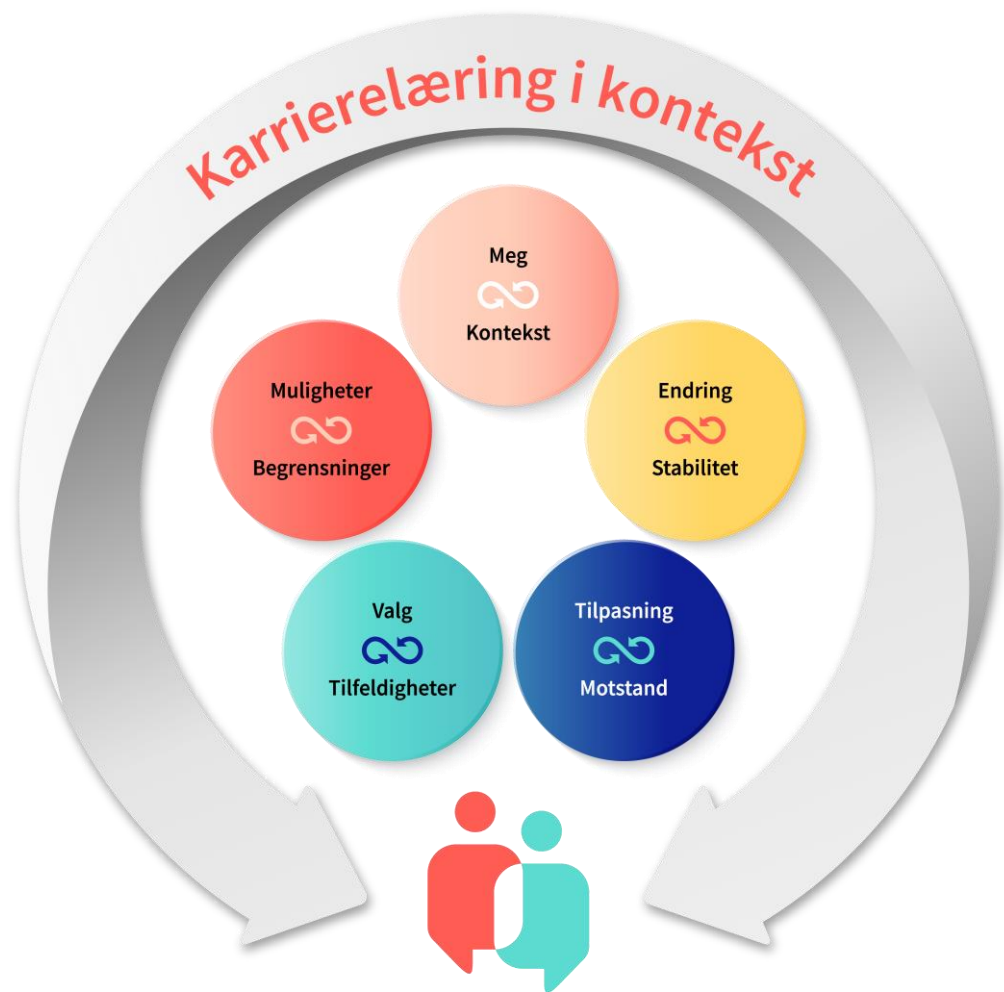 Karrierelæring i kontekst
Meg
Kontekst
Muligheter
Begrensninger
Endring
Stabilitet
Valg
Tilfeldigheter
Tilpasning
Motstand